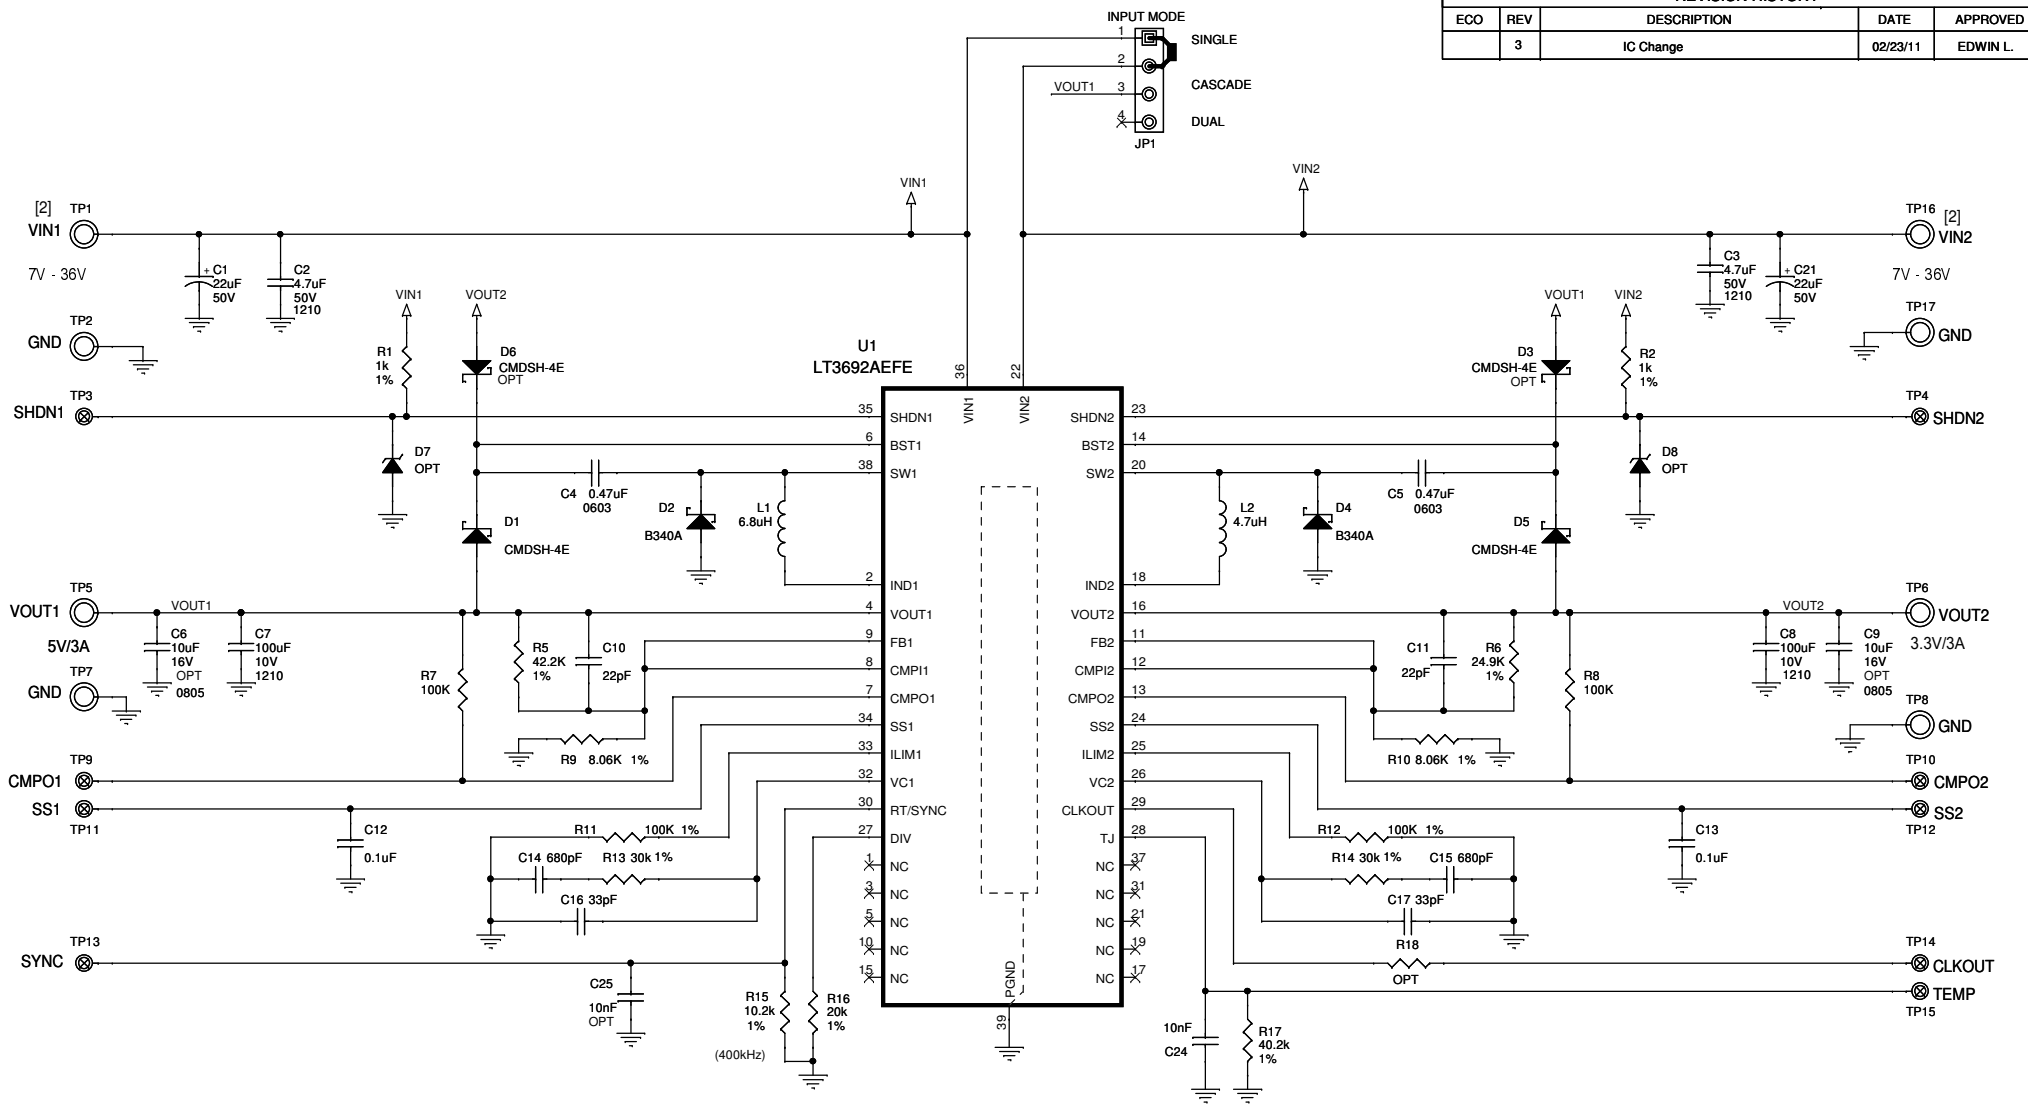 INPUT MODE
1
SINGLE
2
VOUT1
3
CASCADE
4
DUAL
JP1
ECO
REV
DESCRIPTION
DATE
APPROVED
3
IC Change
02/23/11
EDWIN L.
VIN1
VIN2
[2]
TP1
VIN1
7V - 36V
C1
22uF
50V
+
C2
4.7uF
50V
1210
TP2
GND
VIN1
VOUT2
R1
1k
1%
D6
CMDSH-4E
OPT
TP3
SHDN1
D7
OPT
C4 0.47uF
0603
D2
B340A
L1
6.8uH
D1
CMDSH-4E
TP5
VOUT1
VOUT1
5V/3A
C6
10uF
16V
OPT
0805
C7
100uF
10V
1210
TP7
GND
R7
100K
R5
42.2K
1%
C10
22pF
R9 8.06K 1%
TP9
CMPO1
SS1
TP11
C12
0.1uF
R11 100K 1%
C14 680pF
R13 30k 1%
C16 33pF
TP13
SYNC
C25
10nF
OPT
R15
10.2k
1%
R16
20k
1%
(400kHz)
U1
LT3692AEFE
36
22
VIN1
VIN2
35
SHDN1
6
BST1
38
SW1
2
IND1
4
VOUT1
9
FB1
8
CMPI1
7
CMPO1
34
SS1
33
ILIM1
32
VC1
30
RT/SYNC
27
DIV
1
NC
3
NC
5
NC
10
NC
15
NC
PGND
39
SHDN2
23
BST2
14
SW2
20
IND2
18
VOUT2
16
FB2
11
CMPI2
12
CMPO2
13
SS2
24
ILIM2
25
VC2
26
CLKOUT
29
TJ
28
NC
37
NC
31
NC
21
NC
19
NC
17
TP16
[2]
VIN2
7V - 36V
C3
4.7uF
50V
1210
+
C21
22uF
50V
TP17
GND
VOUT1
VIN2
D3
CMDSH-4E
OPT
R2
1k
1%
TP4
SHDN2
D8
OPT
L2
4.7uH
D4
B340A
C5 0.47uF
0603
D5
CMDSH-4E
TP6
VOUT2
VOUT2
3.3V/3A
C8
100uF
10V
1210
C9
10uF
16V
OPT
0805
C11
22pF
R6
24.9K
1%
R8
100K
TP8
GND
R10 8.06K 1%
TP10
CMPO2
SS2
TP12
C13
0.1uF
R12 100K 1%
R14 30k 1%
C15 680pF
C17 33pF
R18
OPT
TP14
CLKOUT
TEMP
TP15
10nF
C24
R17
40.2k
1%